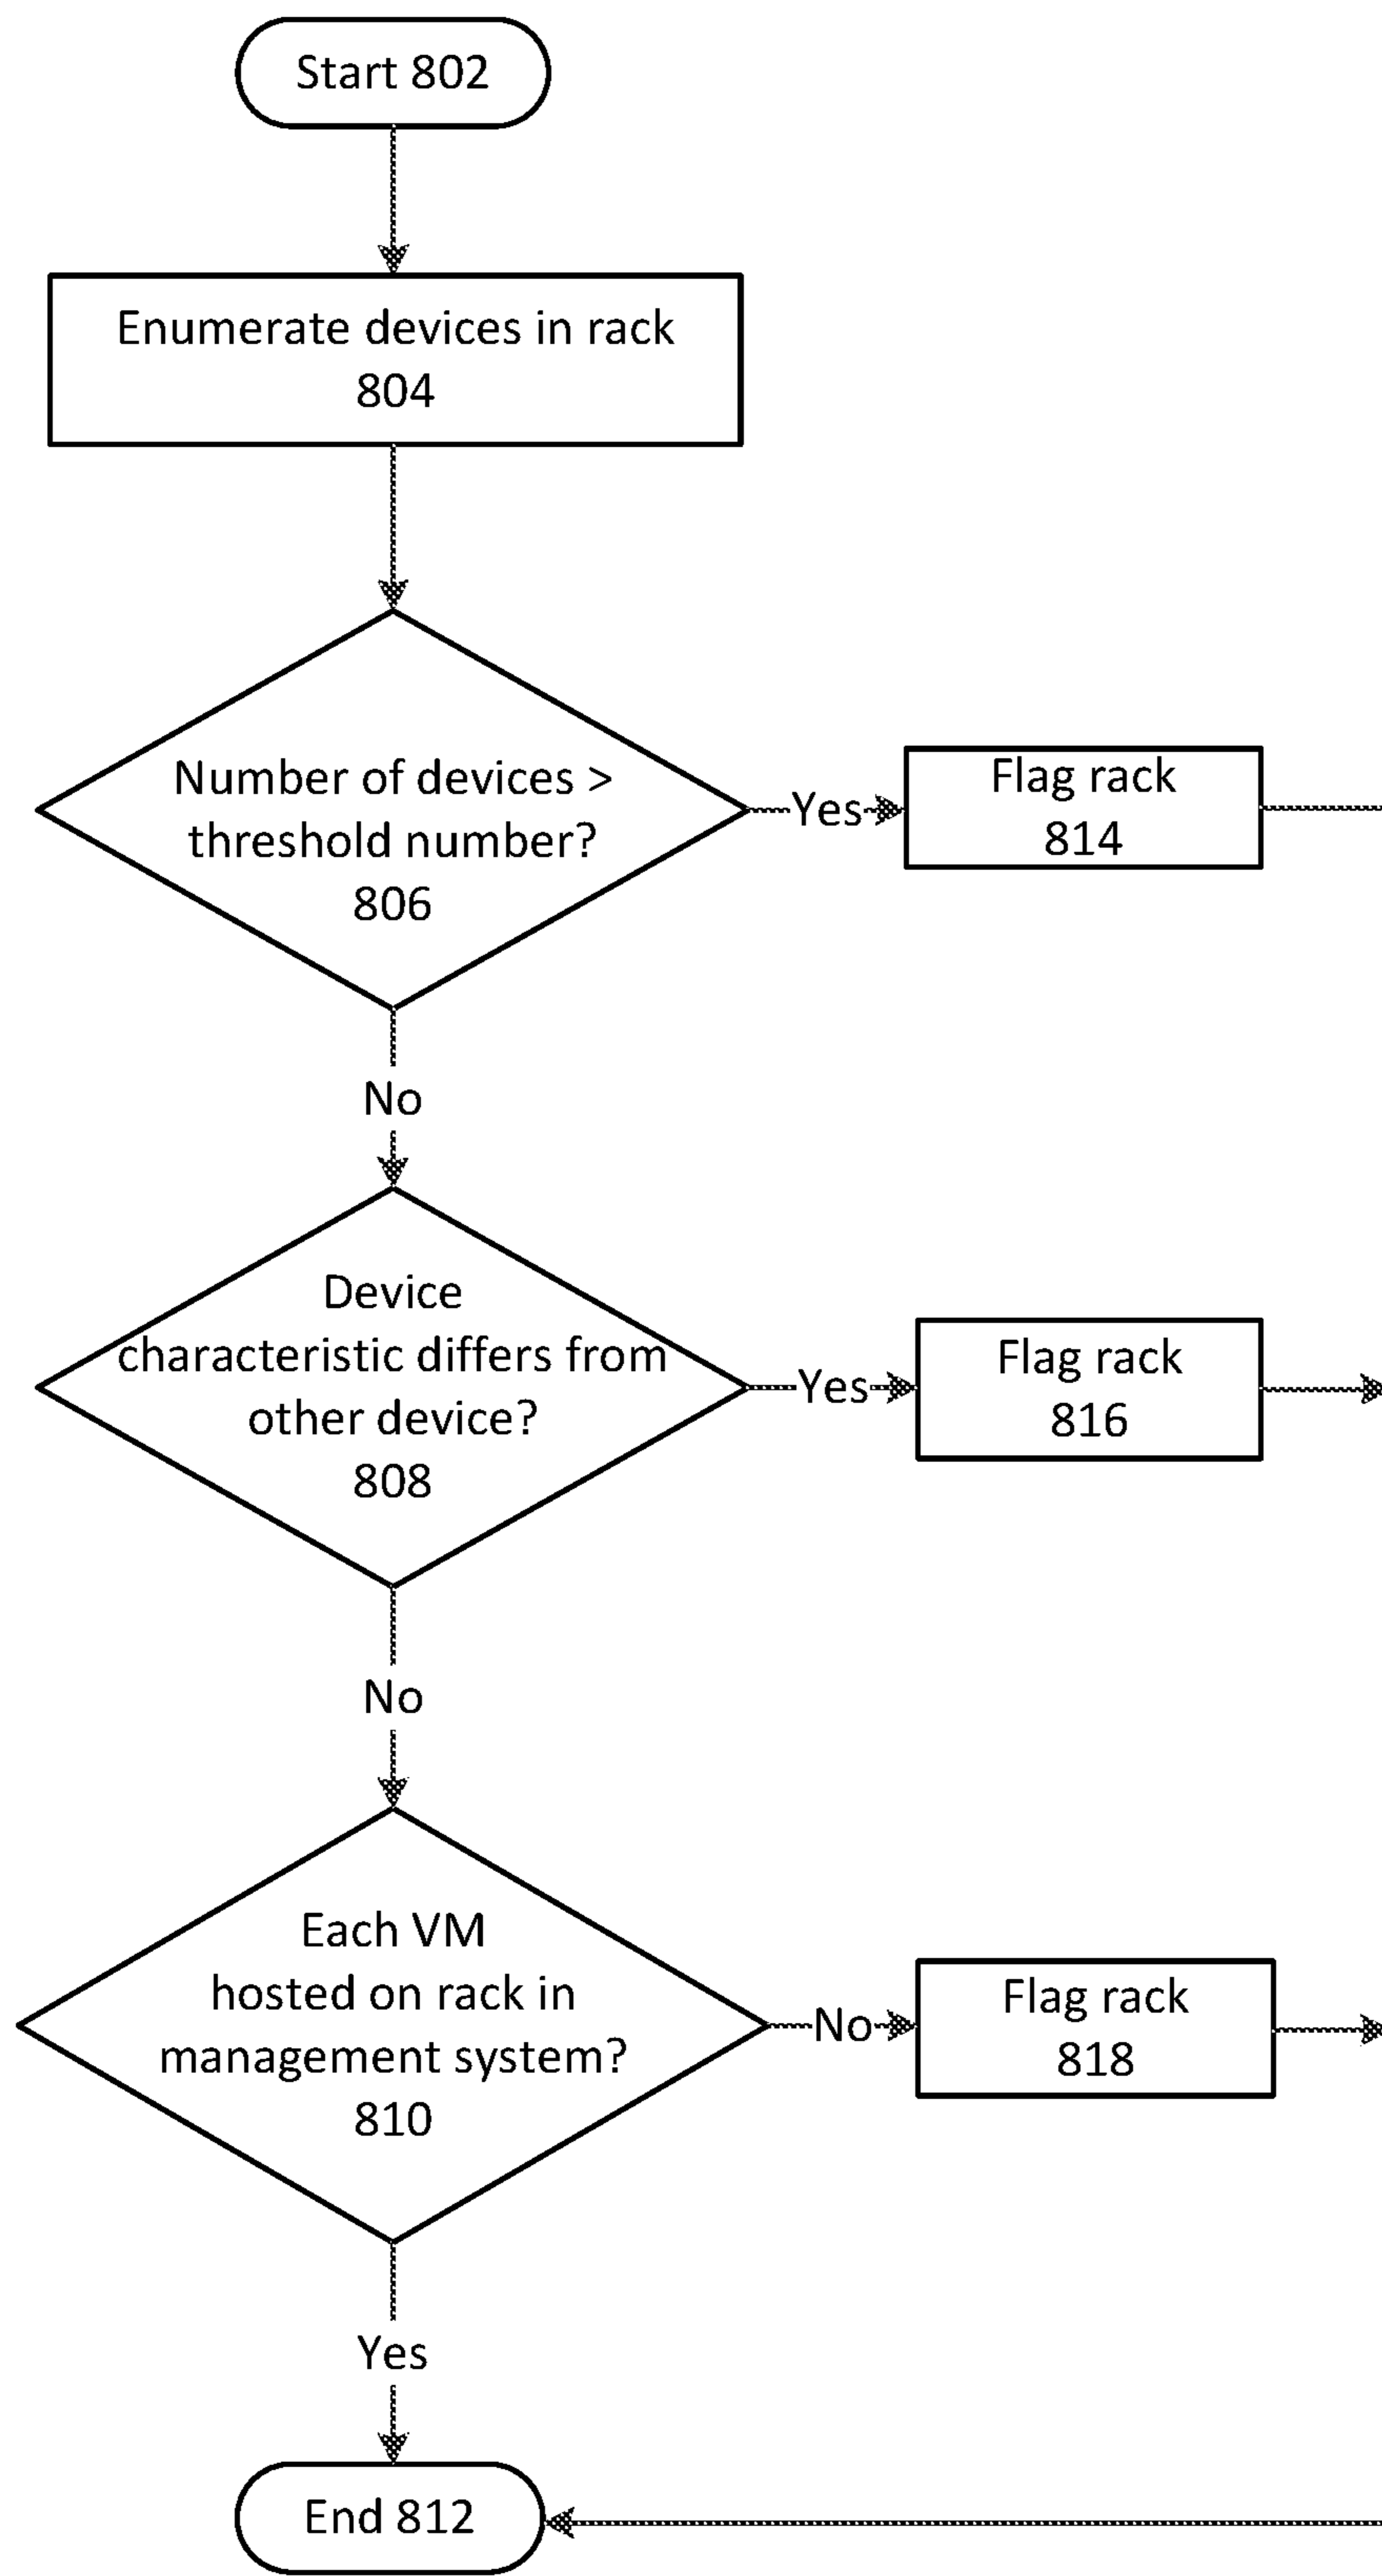 Start 802
Enumerate devices in rack
804
Number of devices >
threshold number?
806
Yes
Flag rack
814
No
Device
characteristic differs from
other device?
808
Yes
Flag rack
816
No
Each VM
hosted on rack in
management system?
810
No
Flag rack
818
Yes
End 812